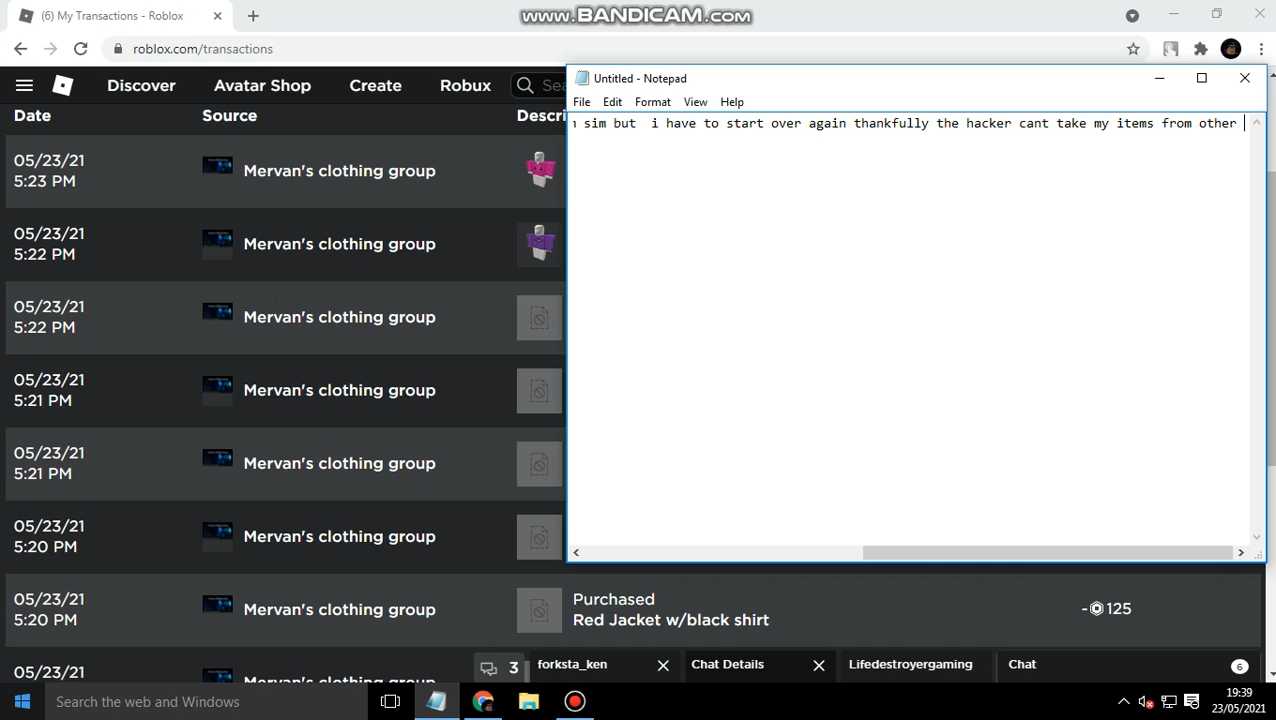 (6) My Transactions - Roblox
www.BANDICAM.com
roblox.com/transactions
Discover
Avatar Shop
Create
Robux
Sea
Date
Source
Descri
05/23/21
5:23 PM
Mervan's clothing group
05/23/21
5:22 PM
Mervan's clothing group
05/23/21
5:22 PM
Mervan's clothing group
05/23/21
5:21 PM
Mervan's clothing group
05/23/21
5:21 PM
Mervan's clothing group
05/23/21
5:20 PM
Mervan's clothing group
05/23/21
5:20 PM
Mervan's clothing group
Purchased
Red Jacket w/black shirt
-125
05/23/21
Mervan's clothing group
Untitled - Notepad
File Edit Format View Help
sim but  i have to start over again thankfully the hacker cant take my items from other
3
forksta_ken
Chat Details
Lifedestroyergaming
Chat
6
Search the web and Windows
19:39
23/05/2021